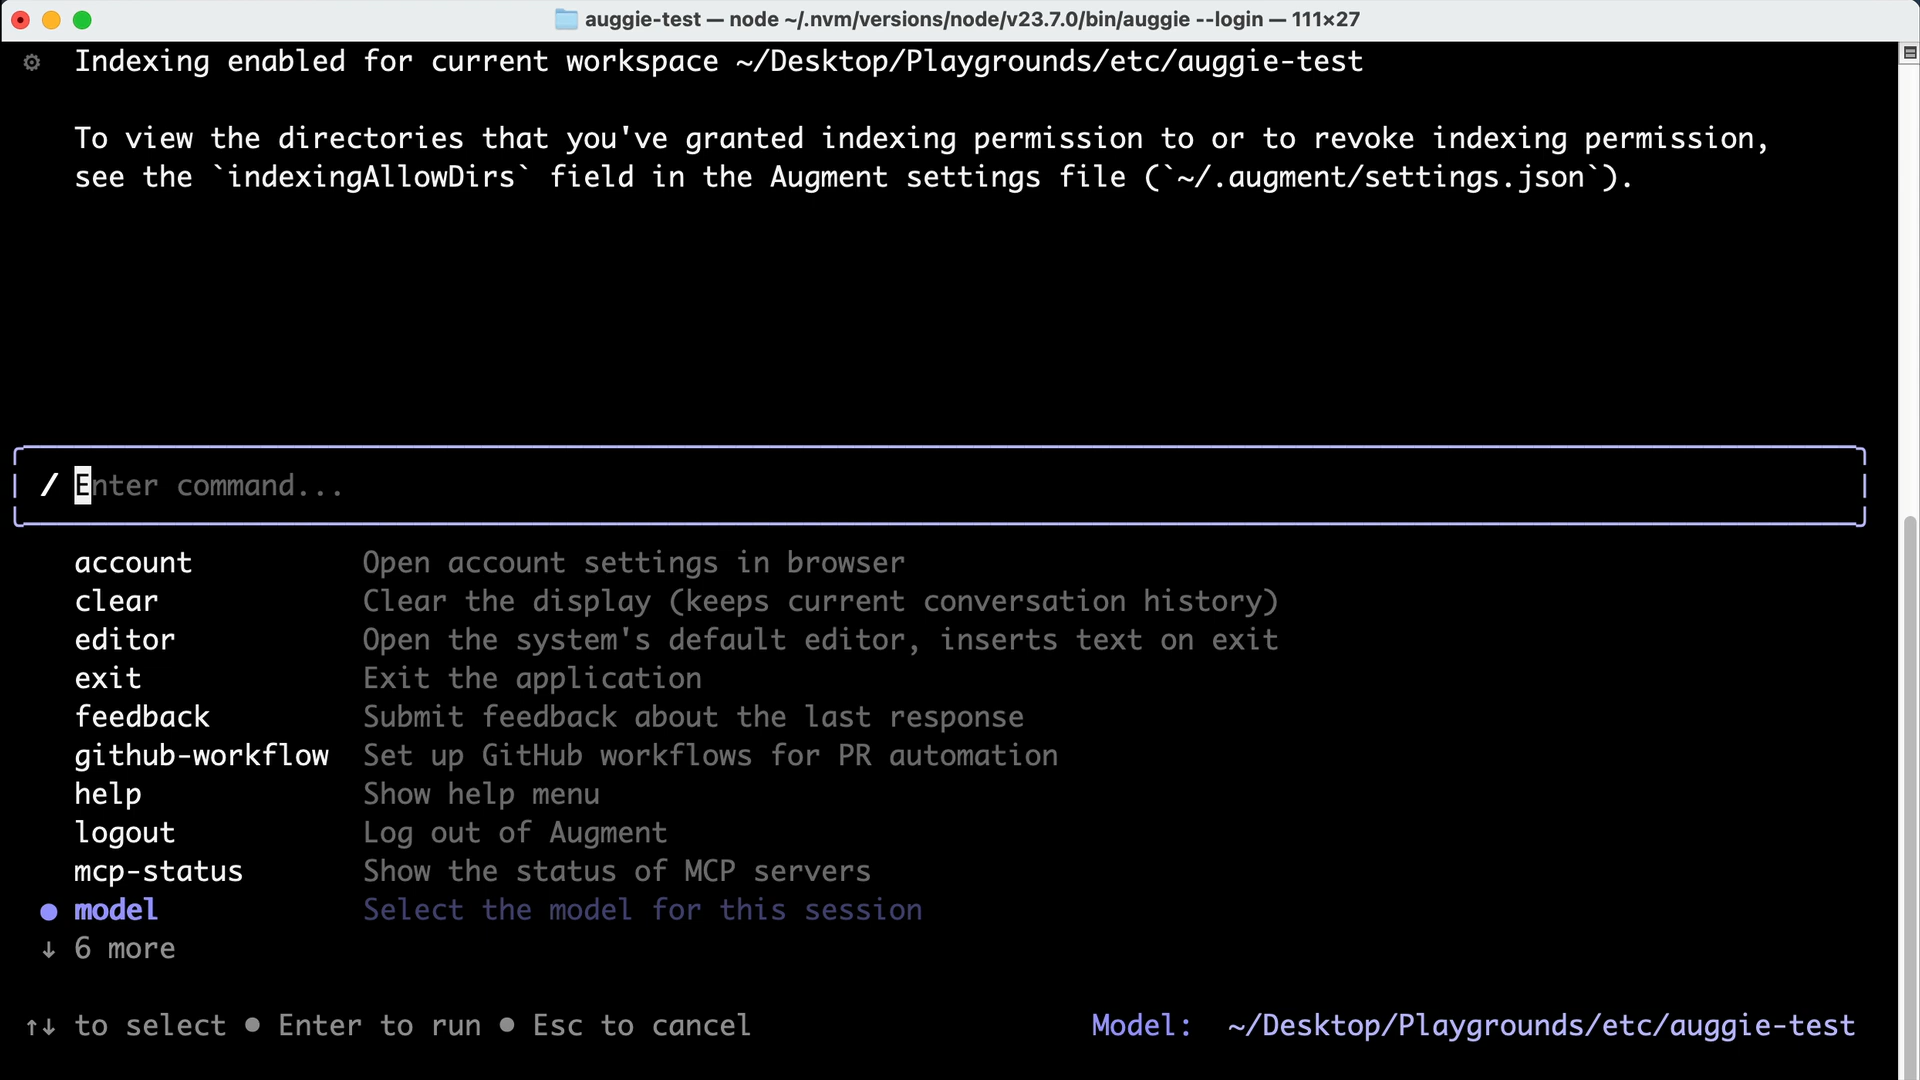 auggie-test — node ~/.nvm/versions/node/v23.7.0/bin/auggie --login — 111×27
⚙ Indexing enabled for current workspace ~/Desktop/Playgrounds/etc/auggie-test
To view the directories that you've granted indexing permission to or to revoke indexing permission,
see the `indexingAllowDirs` field in the Augment settings file (`~/.augment/settings.json`).
/ Enter command...
account Open account settings in browser
clear Clear the display (keeps current conversation history)
editor Open the system's default editor, inserts text on exit
exit Exit the application
feedback Submit feedback about the last response
github-workflow Set up GitHub workflows for PR automation
help Show help menu
logout Log out of Augment
mcp-status Show the status of MCP servers
● model Select the model for this session
↓ 6 more
↑↓ to select ● Enter to run ● Esc to cancel Model: ~/Desktop/Playgrounds/etc/auggie-test